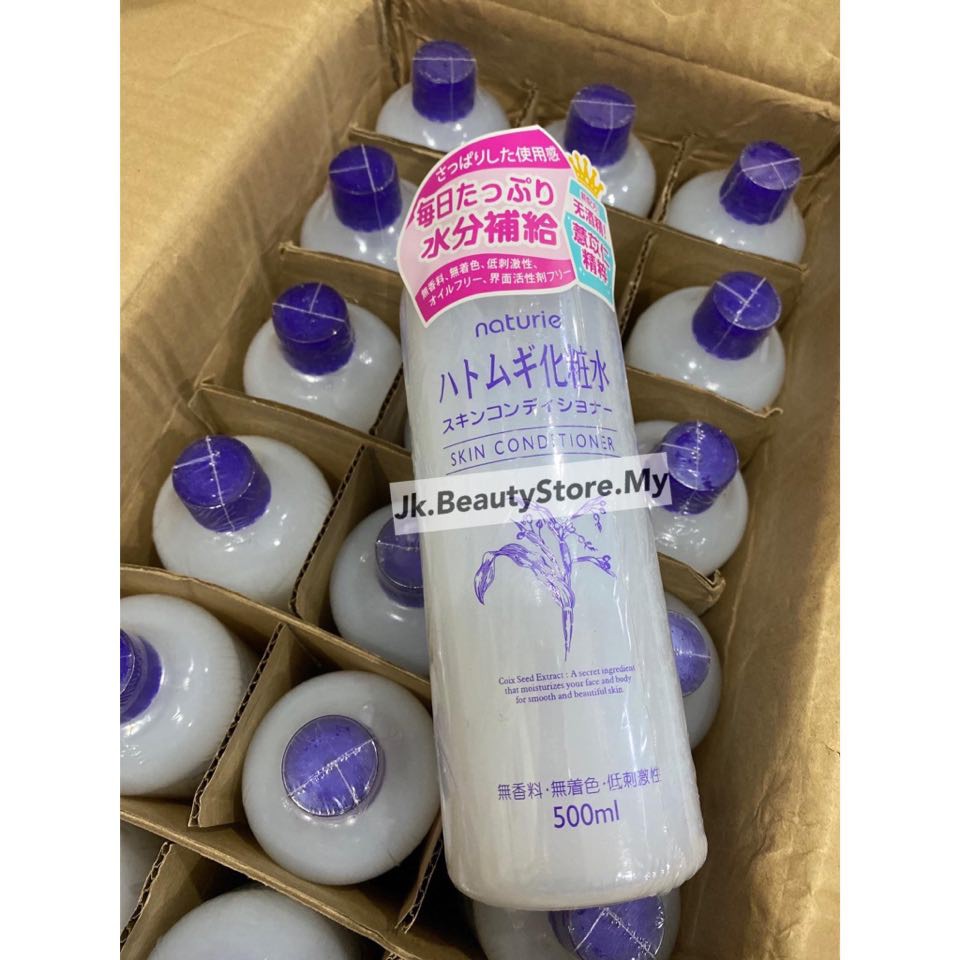 さっぱりした使用感
毎日たっぷり
水分補給
無香料、無着色、低刺激性、
オイルフリー、界面活性剤フリー
无酒精
薏苡仁
精粹
naturie
ハトムギ化粧水
スキンコンディショナー
SKIN CONDITIONER
Jk.BeautyStore.My
Coix Seed Extract : A secret ingredient
that moisturizes your face and body
for smooth and beautiful skin.
無香料・無着色・低刺激性
500ml